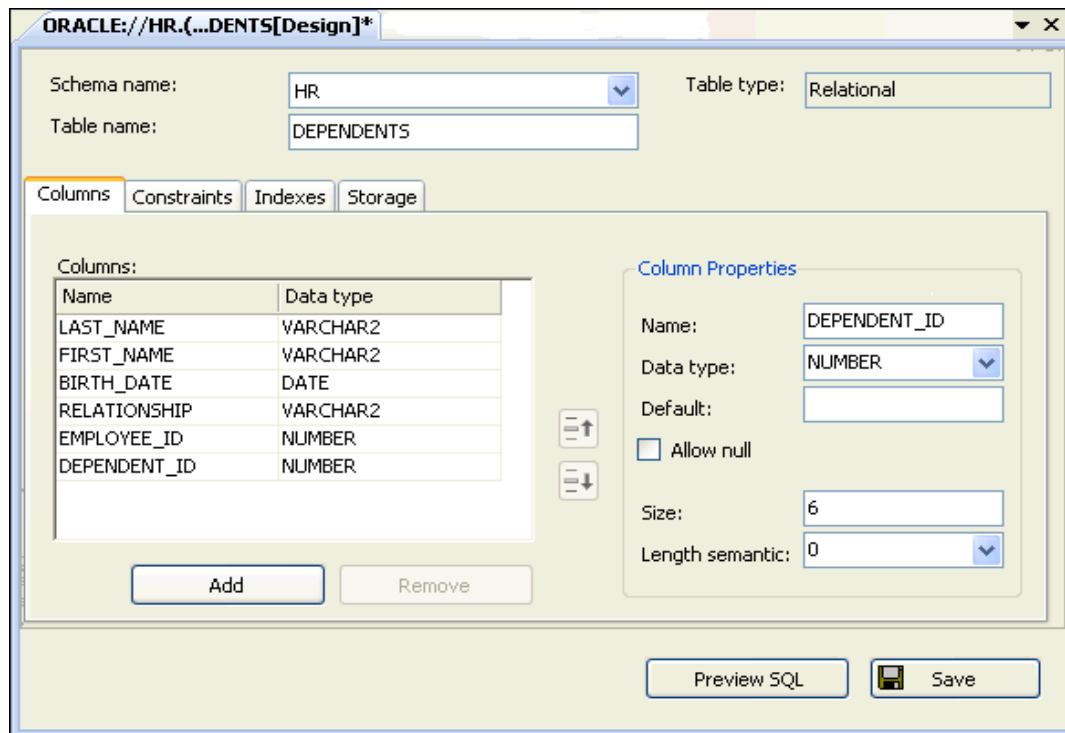 ORACLE://HR.(...DENTS[Design]*
Schema name: HR Table type: Relational
Table name: DEPENDENTS
Columns Constraints Indexes Storage
Columns:
Name Data type
LAST_NAME VARCHAR2
FIRST_NAME VARCHAR2
BIRTH_DATE DATE
RELATIONSHIP VARCHAR2
EMPLOYEE_ID NUMBER
DEPENDENT_ID NUMBER
Add Remove
Column Properties
Name: DEPENDENT_ID
Data type: NUMBER
Default:
Allow null
Size: 6
Length semantic: 0
Preview SQL Save